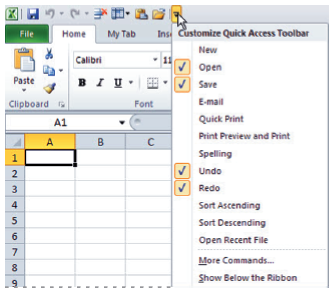 Customize Quick Access Toolbar
File Home My Tab Ins
New
Open
Calibri 11
Save
B I U
E-mail
Paste
Quick Print
Clipboard Font
Print Preview and Print
A1
Spelling
A B C
Undo
1
Redo
2
Sort Ascending
3
Sort Descending
4
Open Recent File
5
6
More Commands...
7
Show Below the Ribbon
8
9